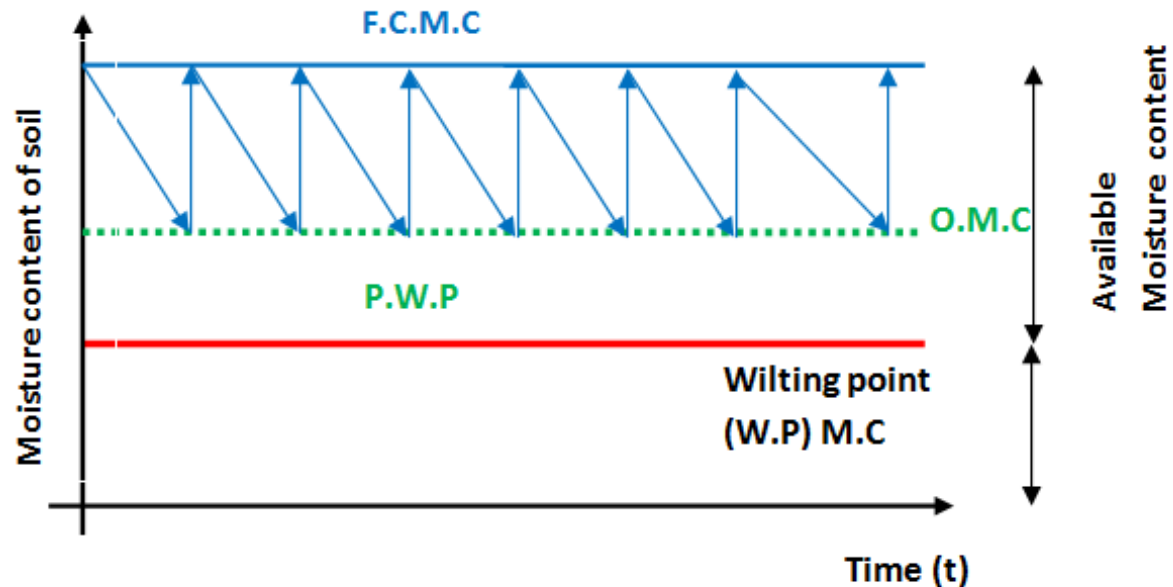 F.C.M.C
Moisture content of soil
O.M.C
P.W.P
Available
Moisture content
Wilting point
(W.P) M.C
Time (t)